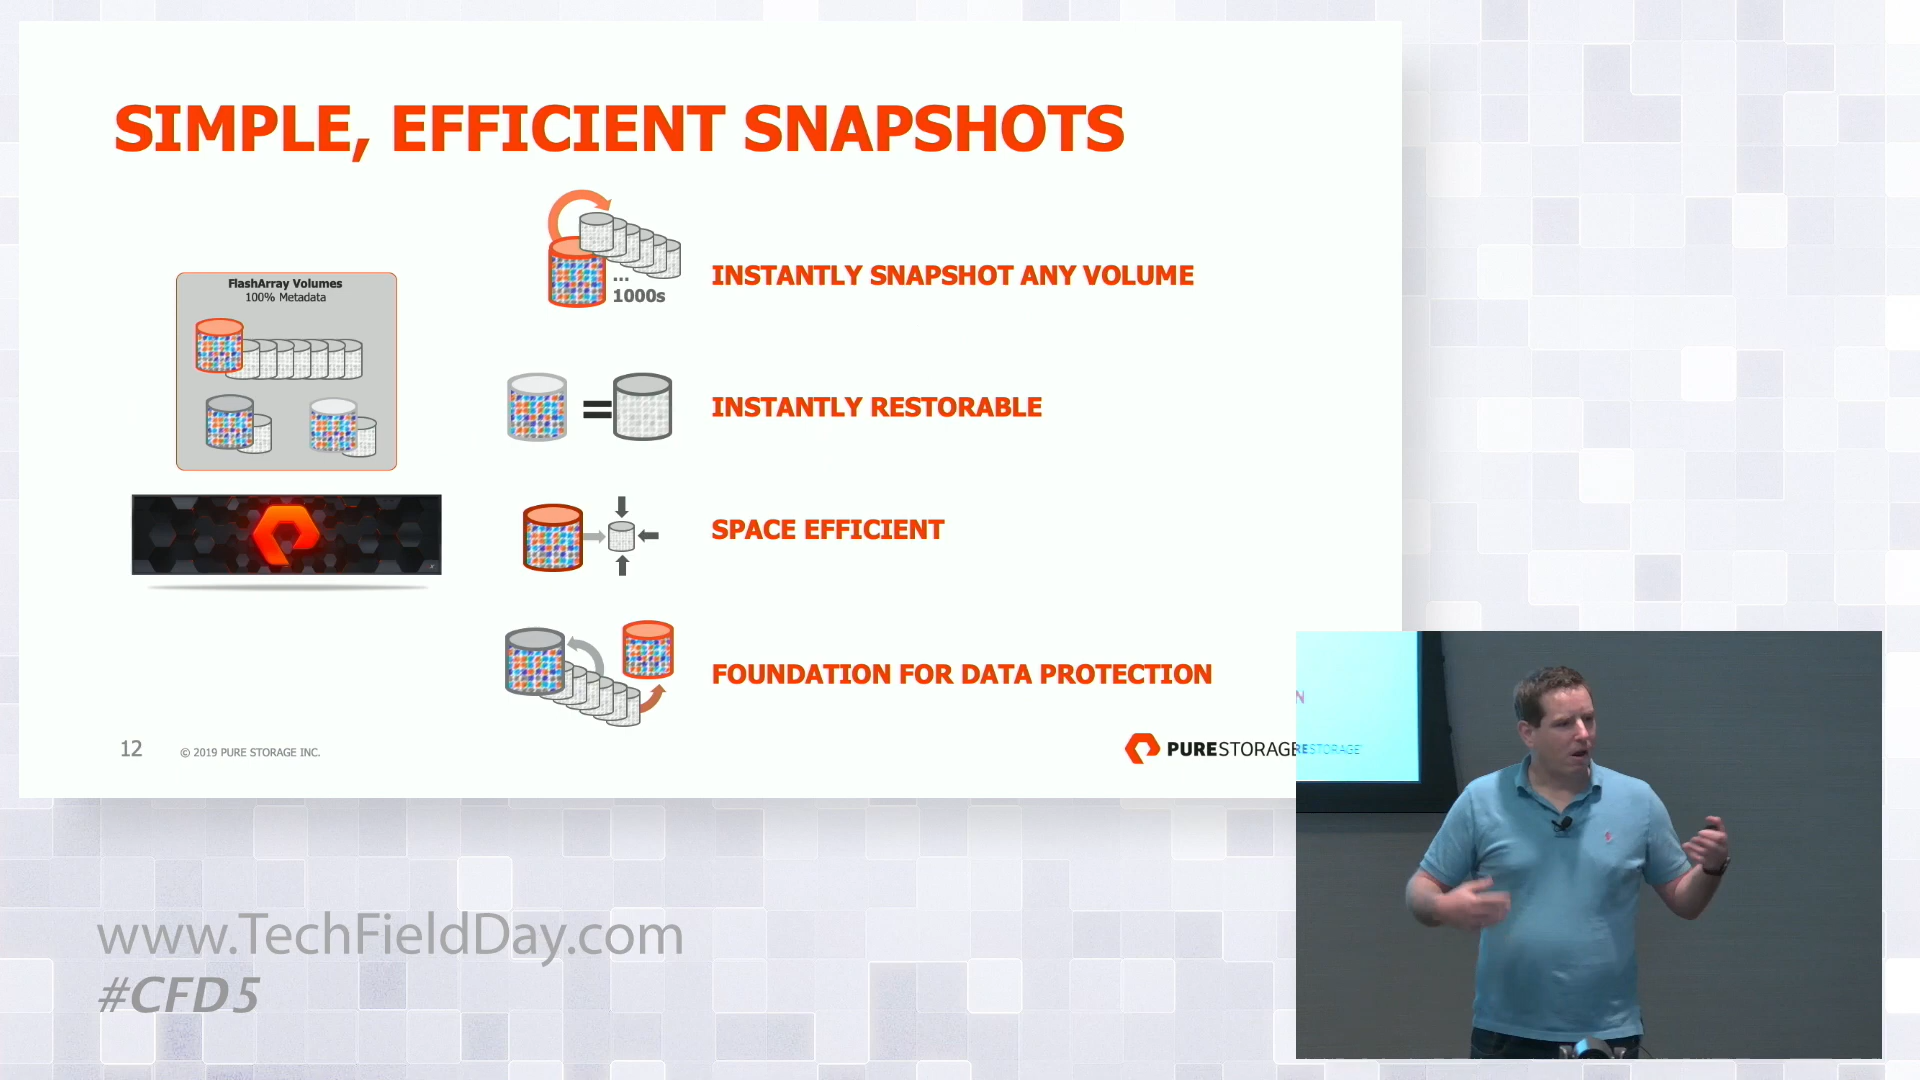 SIMPLE, EFFICIENT SNAPSHOTS
FlashArray Volumes
100% Metadata
...
1000s
INSTANTLY SNAPSHOT ANY VOLUME
=
INSTANTLY RESTORABLE
SPACE EFFICIENT
FOUNDATION FOR DATA PROTECTION
12
© 2019 PURE STORAGE INC.
PURESTORAGE
N
RESTORAGE
www.TechFieldDay.com
#CFD5